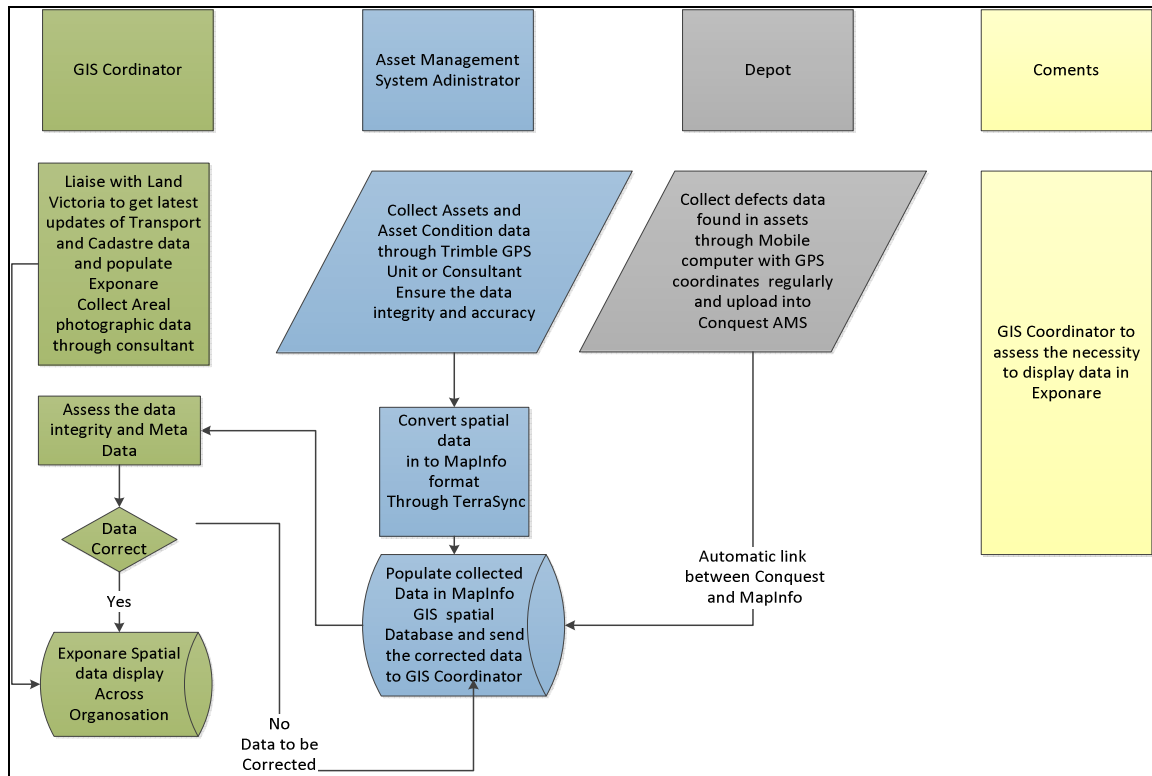 GIS Cordinator
Asset Management
System Adinistrator
Depot
Coments
Liaise with Land
Victoria to get latest
updates of Transport
and Cadastre data
and populate
Exponare
Collect Areal
photographic data
through consultant
Collect Assets and
Asset Condition data
through Trimble GPS
Unit or Consultant
Ensure the data
integrity and accuracy
Collect defects data
found in assets
through Mobile
computer with GPS
coordinates regularly
and upload into
Conquest AMS
GIS Coordinator to
assess the necessity
to display data in
Exponare
Assess the data
integrity and Meta
Data
Convert spatial
data
in to MapInfo
format
Through TerraSync
Data
Correct
Automatic link
between Conquest
and MapInfo
Yes
Populate collected
Data in MapInfo
GIS spatial
Database and send
the corrected data
to GIS Coordinator
Exponare Spatial
data display
Across
Organosation
No
Data to be
Corrected